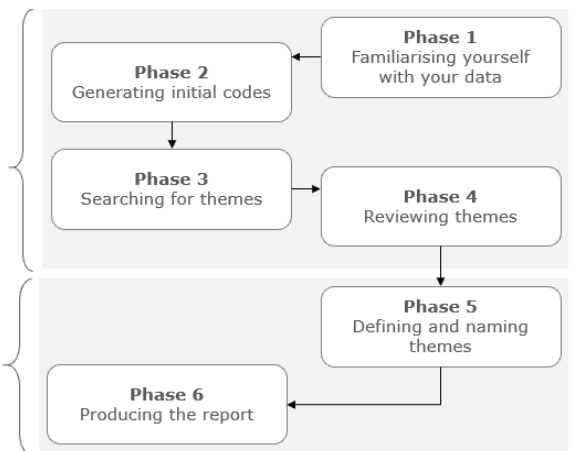 Phase 1
Familiarising yourself
with your data
Phase 2
Generating initial codes
Phase 3
Searching for themes
Phase 4
Reviewing themes
Phase 5
Defining and naming
themes
Phase 6
Producing the report